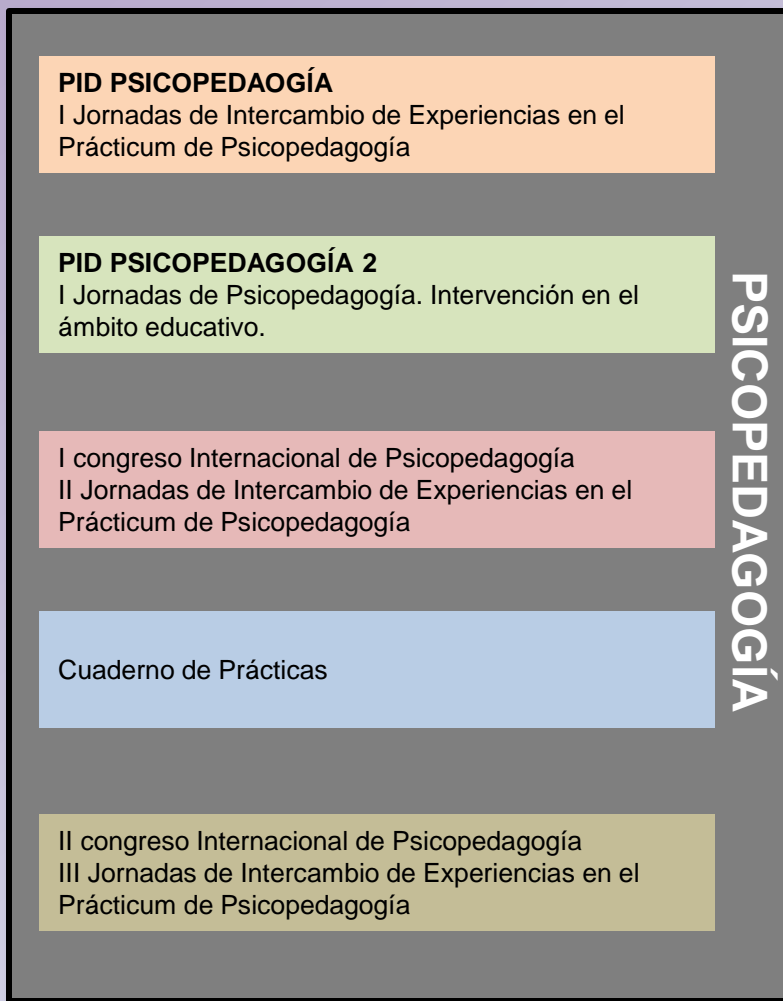 PID PSICOPEDAOGÍA
I Jornadas de Intercambio de Experiencias en el
Prácticum de Psicopedagogía
PID PSICOPEDAGOGÍA 2
I Jornadas de Psicopedagogía. Intervención en el
ámbito educativo.
I congreso Internacional de Psicopedagogía
II Jornadas de Intercambio de Experiencias en el
Prácticum de Psicopedagogía
Cuaderno de Prácticas
II congreso Internacional de Psicopedagogía
III Jornadas de Intercambio de Experiencias en el
Prácticum de Psicopedagogía
PSICOPEDAGOGÍA